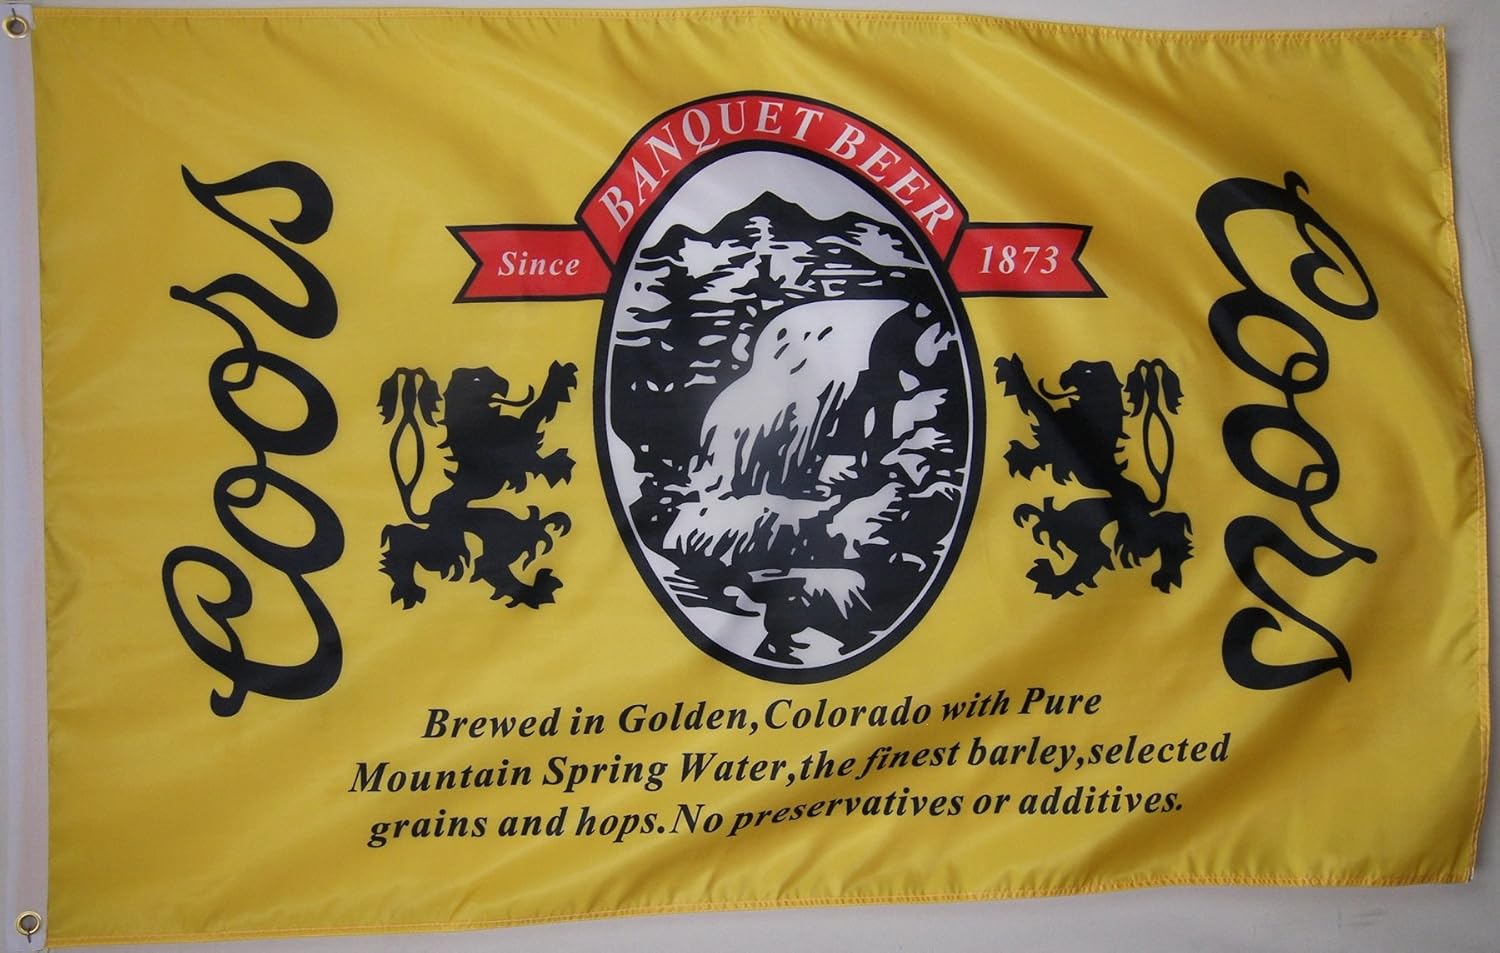 Coors
BANQUET BEER
Since 1873
Coors
Brewed in Golden,Colorado with Pure
Mountain Spring Water,the finest barley,selected
grains and hops.No preservatives or additives.